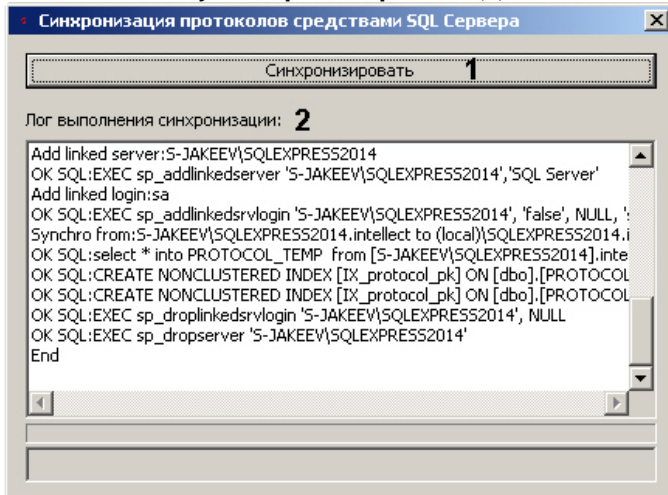 Синхронизация протоколов средствами SQL Сервера
Синхронизировать 1
Лог выполнения синхронизации: 2
Add linked server:S-JAKEEV\SQLEXPRESS2014
OK SQL:EXEC sp_addlinkedserver 'S-JAKEEV\SQLEXPRESS2014','SQL Server'
Add linked login:sa
OK SQL:EXEC sp_addlinkedsrvlogin 'S-JAKEEV\SQLEXPRESS2014', 'false', NULL, '
Synchro from:S-JAKEEV\SQLEXPRESS2014.intellect to (local)\SQLEXPRESS2014.i
OK SQL:select * into PROTOCOL_TEMP from [S-JAKEEV\SQLEXPRESS2014].inte
OK SQL:CREATE NONCLUSTERED INDEX [IX_protocol_pk] ON [dbo].[PROTOCOL
OK SQL:CREATE NONCLUSTERED INDEX [IX_protocol_pk] ON [dbo].[PROTOCOL
OK SQL:EXEC sp_droplinkedsrvlogin 'S-JAKEEV\SQLEXPRESS2014', NULL
OK SQL:EXEC sp_dropserver 'S-JAKEEV\SQLEXPRESS2014'
End